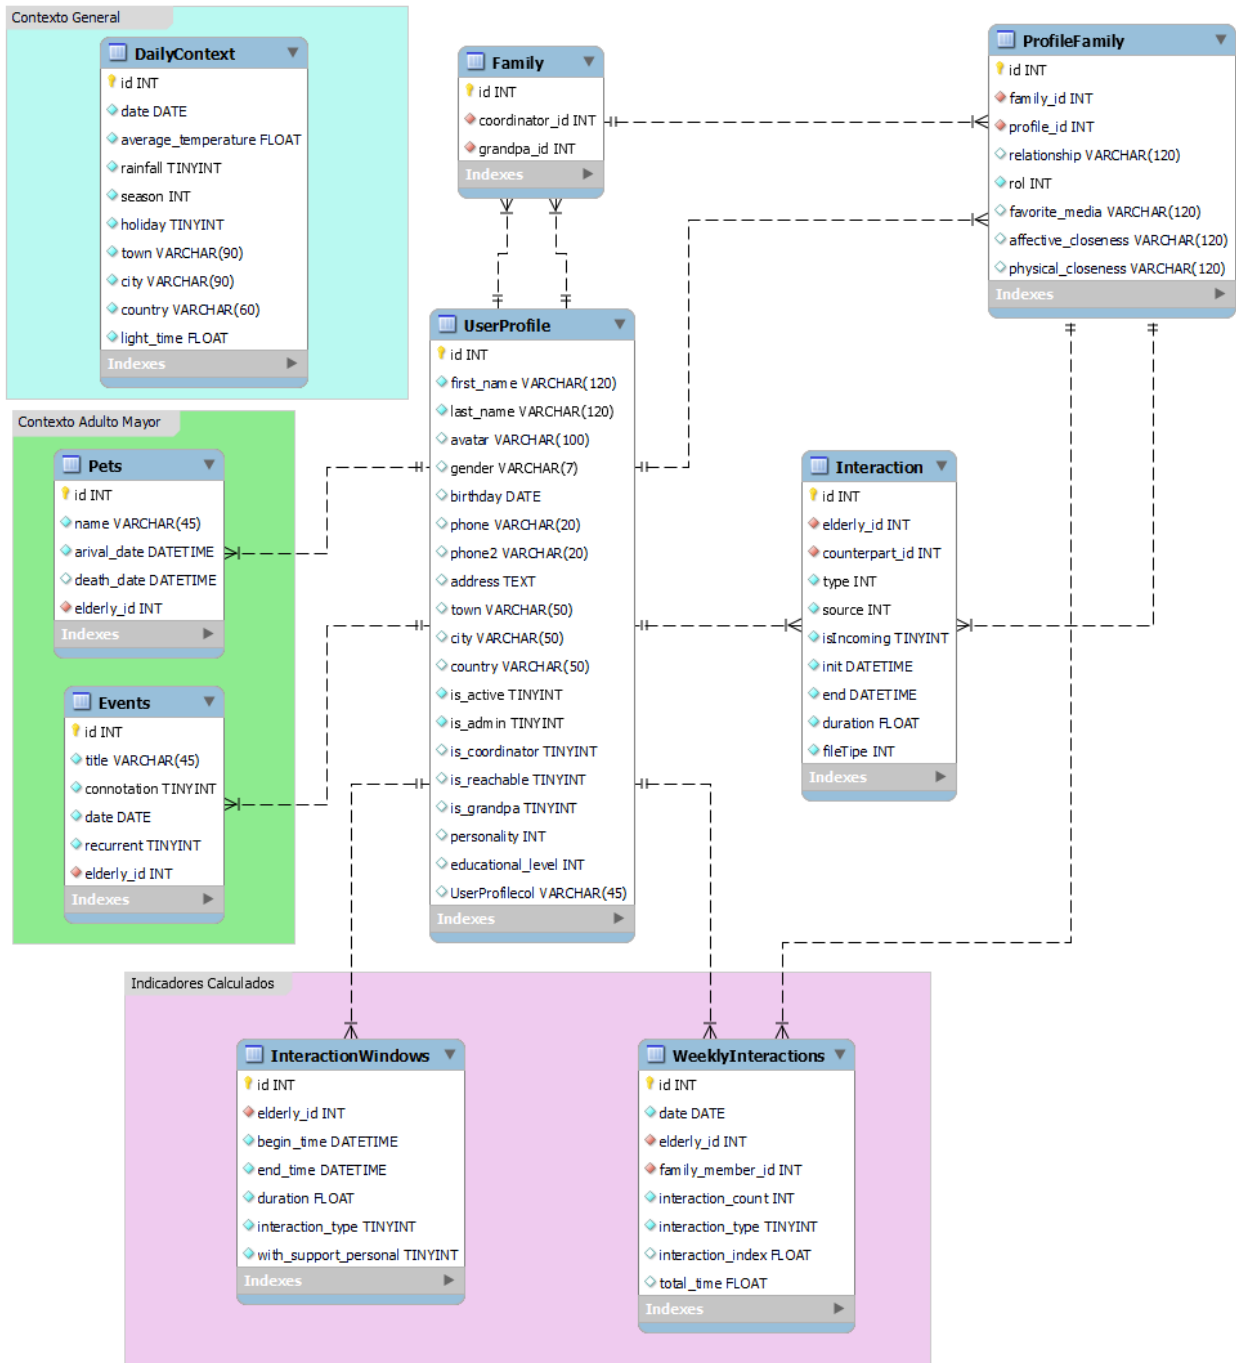 Contexto General
DailyContext
id INT
date DATE
average_temperature FLOAT
rainfall TINYINT
season INT
holiday TINYINT
town VARCHAR(90)
city VARCHAR(90)
country VARCHAR(60)
light_time FLOAT
Indexes
Family
id INT
coordinator_id INT
grandpa_id INT
Indexes
ProfileFamily
id INT
family_id INT
profile_id INT
relationship VARCHAR(120)
rol INT
favorite_media VARCHAR(120)
affective_closeness VARCHAR(120)
physical_closeness VARCHAR(120)
Indexes
Contexto Adulto Mayor
Pets
id INT
name VARCHAR(45)
arival_date DATETIME
death_date DATETIME
elderly_id INT
Indexes
Events
id INT
title VARCHAR(45)
connotation TINYINT
date DATE
recurrent TINYINT
elderly_id INT
Indexes
UserProfile
id INT
first_name VARCHAR(120)
last_name VARCHAR(120)
avatar VARCHAR(100)
gender VARCHAR(7)
birthday DATE
phone VARCHAR(20)
phone2 VARCHAR(20)
address TEXT
town VARCHAR(50)
city VARCHAR(50)
country VARCHAR(50)
is_active TINYINT
is_admin TINYINT
is_coordinator TINYINT
is_reachable TINYINT
is_grandpa TINYINT
personality INT
educational_level INT
UserProfilecol VARCHAR(45)
Indexes
Interaction
id INT
elderly_id INT
counterpart_id INT
type INT
source INT
isIncoming TINYINT
init DATETIME
end DATETIME
duration FLOAT
fileTipe INT
Indexes
Indicadores Calculados
InteractionWindows
id INT
elderly_id INT
begin_time DATETIME
end_time DATETIME
duration FLOAT
interaction_type TINYINT
with_support_personal TINYINT
Indexes
WeeklyInteractions
id INT
date DATE
elderly_id INT
family_member_id INT
interaction_count INT
interaction_type TINYINT
interaction_index FLOAT
total_time FLOAT
Indexes